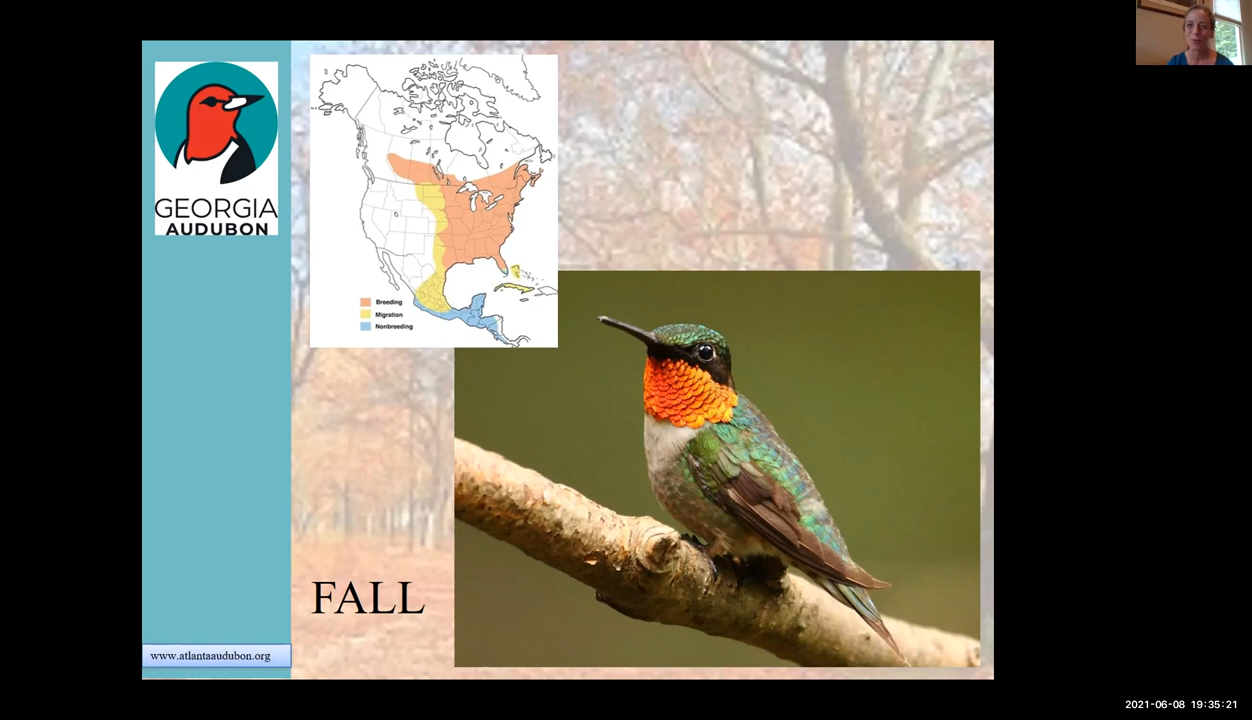 GEORGIA
AUDUBON
Breeding
Migration
Nonbreeding
FALL
www.atlantaaudubon.org
2021-06-08 19:35:21